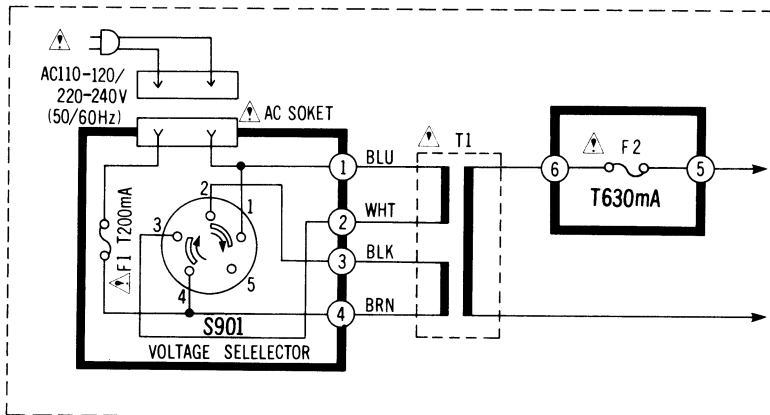 AC110-120/
220-240V
(50/60Hz)
AC SOKET
T1
F2
T630mA
6
5
1
BLU
2
WHT
3
BLK
4
BRN
F1 T200mA
2
1
3
4
5
S901
VOLTAGE SELELECTOR